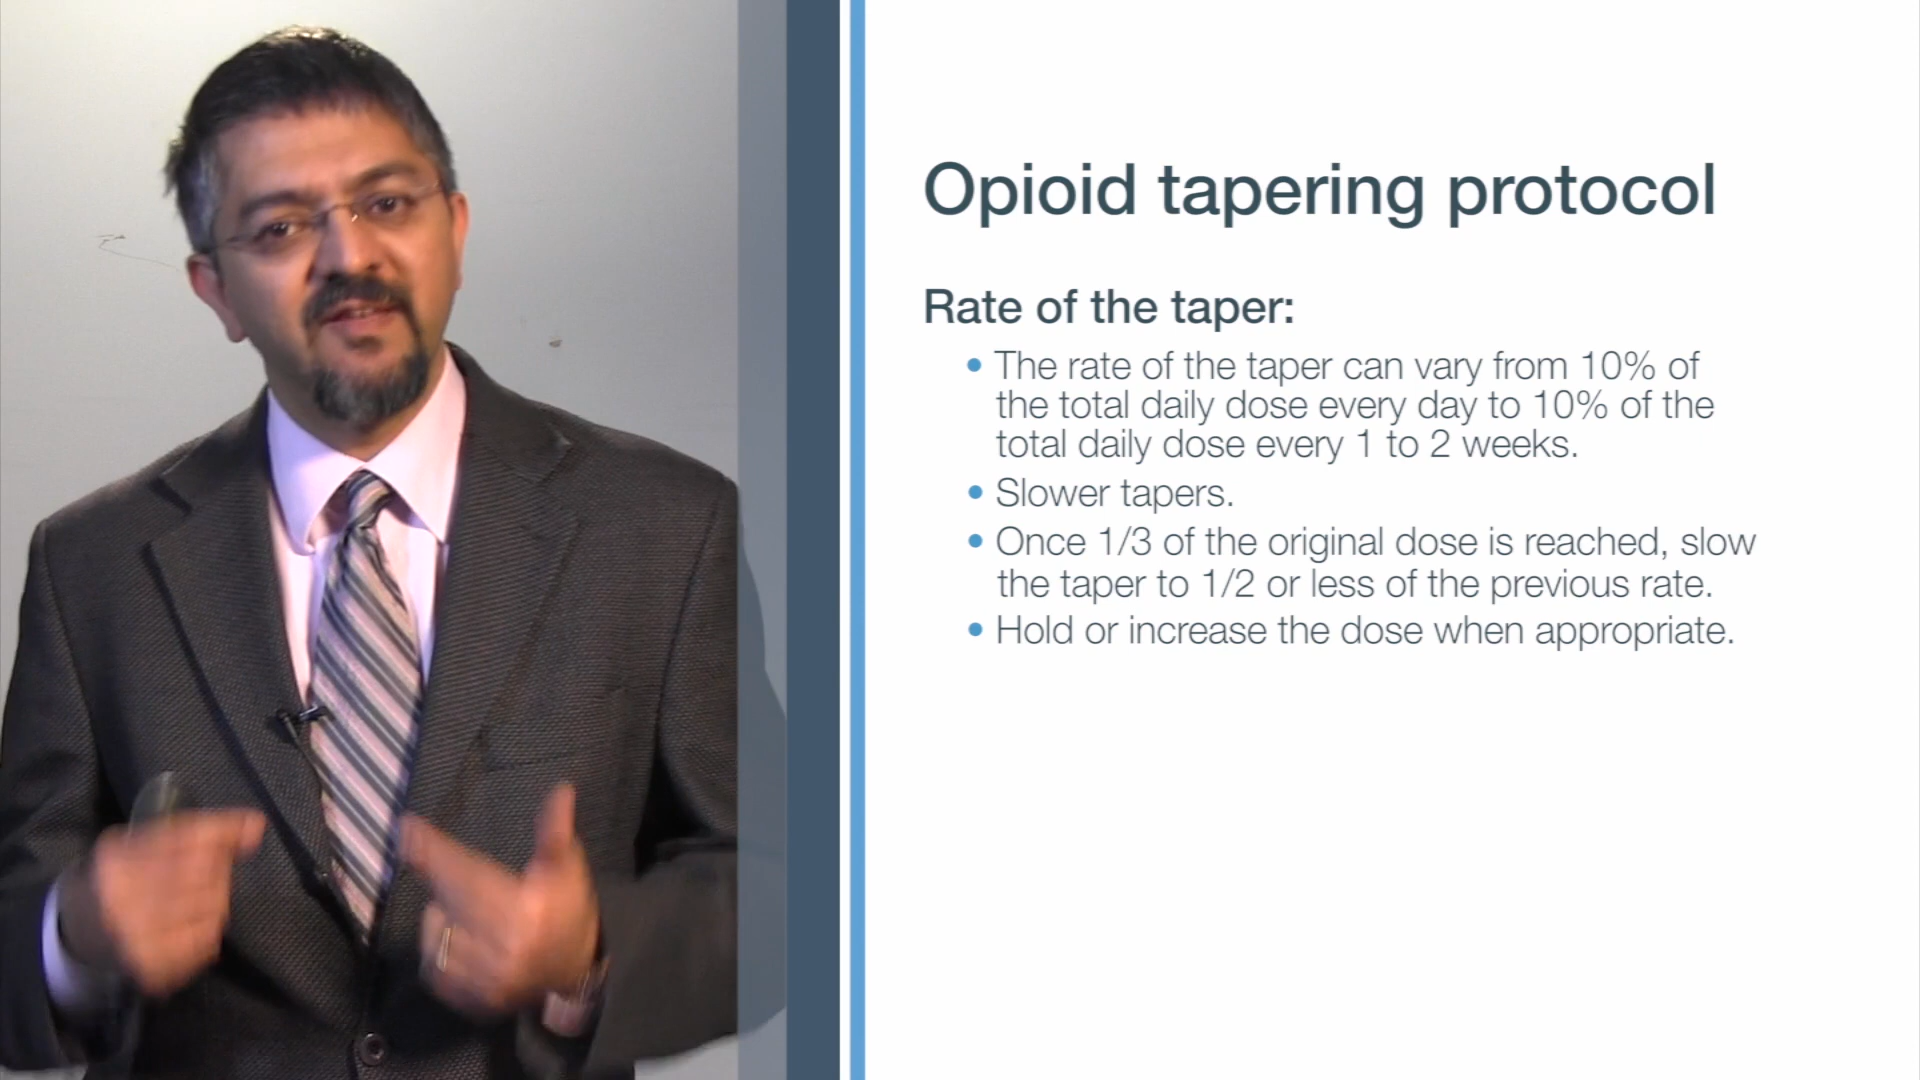 Opioid tapering protocol
Rate of the taper:
• The rate of the taper can vary from 10% of
the total daily dose every day to 10% of the
total daily dose every 1 to 2 weeks.
• Slower tapers.
• Once 1/3 of the original dose is reached, slow
the taper to 1/2 or less of the previous rate.
• Hold or increase the dose when appropriate.